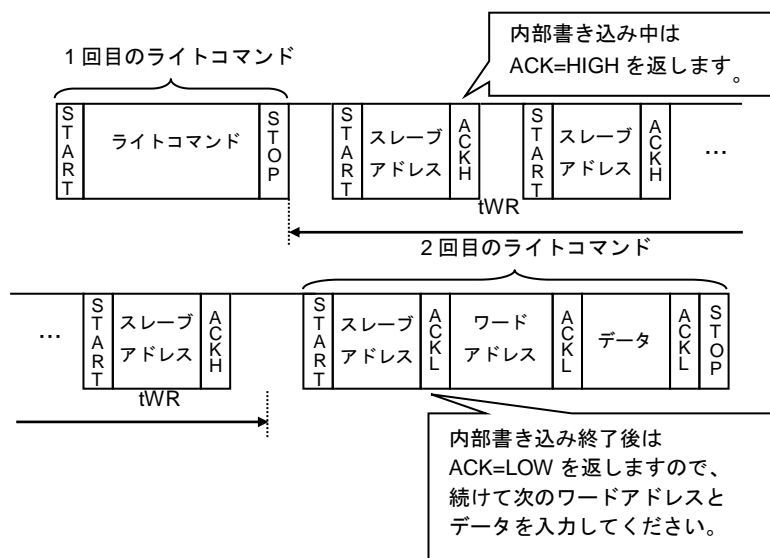 内部書き込み中は
ACK=HIGH を返します。
1 回目のライトコマンド
START
ライトコマンド
STOP
START
スレーブ
アドレス
ACKH
START
スレーブ
アドレス
ACKH
…
tWR
2 回目のライトコマンド
…
START
スレーブ
アドレス
ACKH
START
スレーブ
アドレス
ACKL
ワード
アドレス
ACKL
データ
ACKL
STOP
tWR
内部書き込み終了後は
ACK=LOW を返しますので、
続けて次のワードアドレスと
データを入力してください。